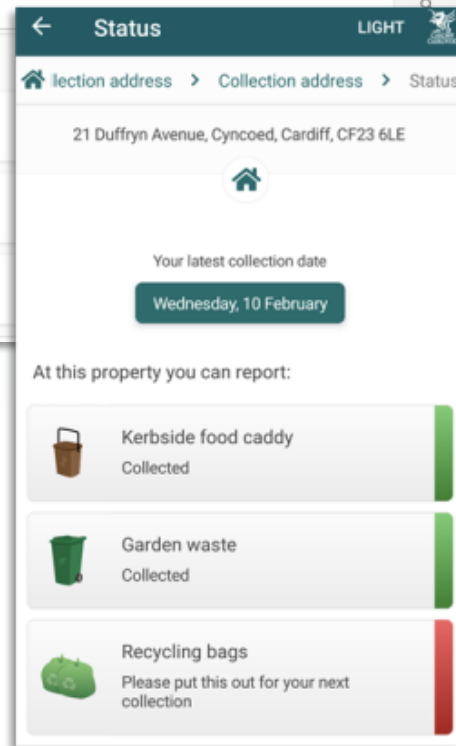 Status
LIGHT
llection address > Collection address > Status
21 Duffryn Avenue, Cyncoed, Cardiff, CF23 6LE
Your latest collection date
Wednesday, 10 February
At this property you can report:
Kerbside food caddy
Collected
Garden waste
Collected
Recycling bags
Please put this out for your next
collection